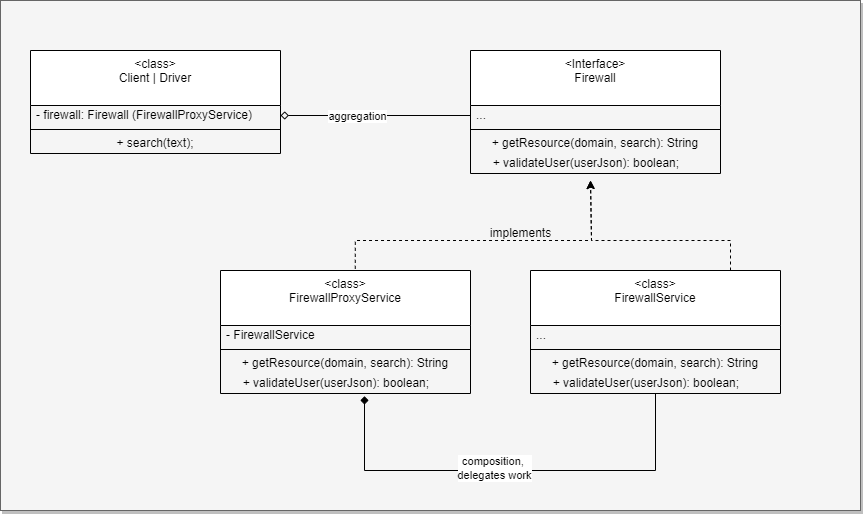 <class>
Client | Driver
- firewall: Firewall (FirewallProxyService)
+ search(text);
aggregation
<Interface>
Firewall
...
+ getResource(domain, search): String
+ validateUser(userJson): boolean;
implements
<class>
FirewallProxyService
- FirewallService
+ getResource(domain, search): String
+ validateUser(userJson): boolean;
<class>
FirewallService
...
+ getResource(domain, search): String
+ validateUser(userJson): boolean;
composition,
delegates work